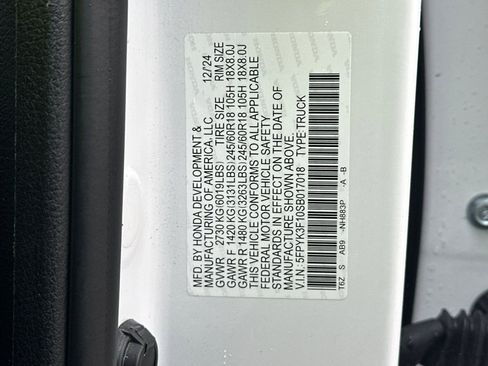 MFD. BY HONDA DEVELOPMENT &
MANUFACTURING OF AMERICA, LLC. 12/'24
GVWR 2730 KG(6019LBS) TIRE SIZE RIM SIZE
GAWR F 1420 KG(3131LBS)245/60R18 105H 18X8.0J
GAWR R 1480 KG(3263LBS)245/60R18 105H 18X8.0J
THIS VEHICLE CONFORMS TO ALL APPLICABLE
FEDERAL MOTOR VEHICLE SAFETY
STANDARDS IN EFFECT ON THE DATE OF
MANUFACTURE SHOWN ABOVE.
V.I.N.: 5FPYK3F10SB017018 TYPE:TRUCK
T6Z S AB9 -NH883P -A -B